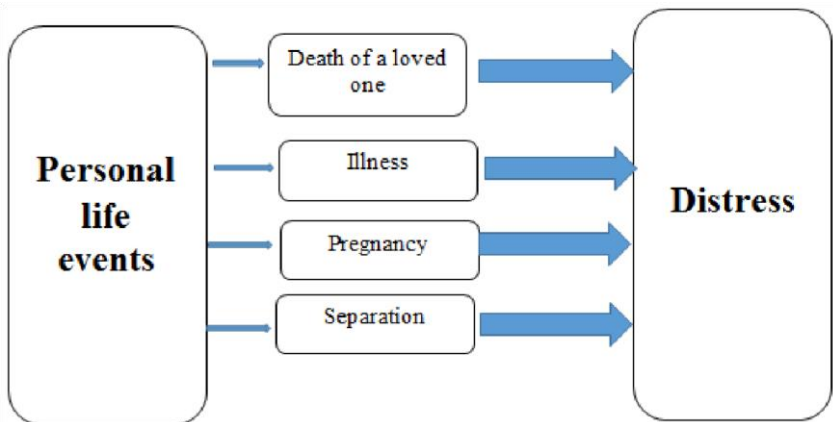 Personal
life
events
Death of a loved
one
Illness
Pregnancy
Separation
Distress